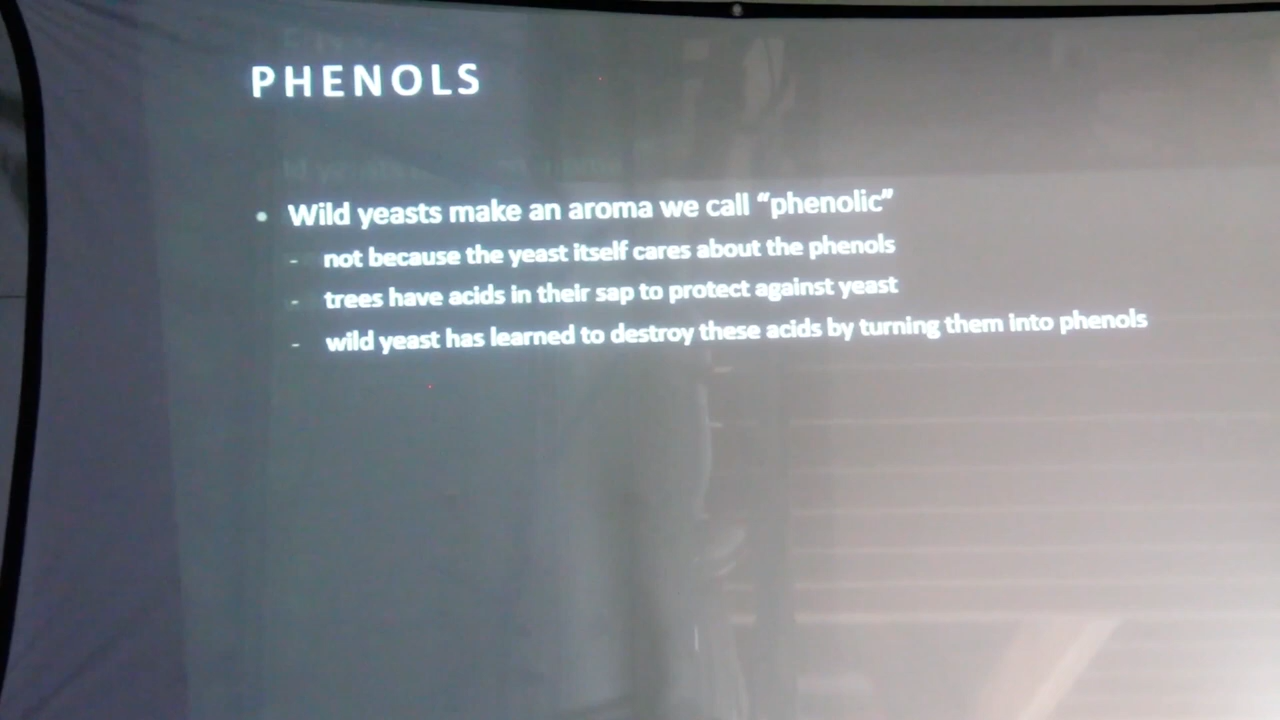 PHENOLS
• Wild yeasts make an aroma we call “phenolic”
- not because the yeast itself cares about the phenols
- trees have acids in their sap to protect against yeast
- wild yeast has learned to destroy these acids by turning them into phenols